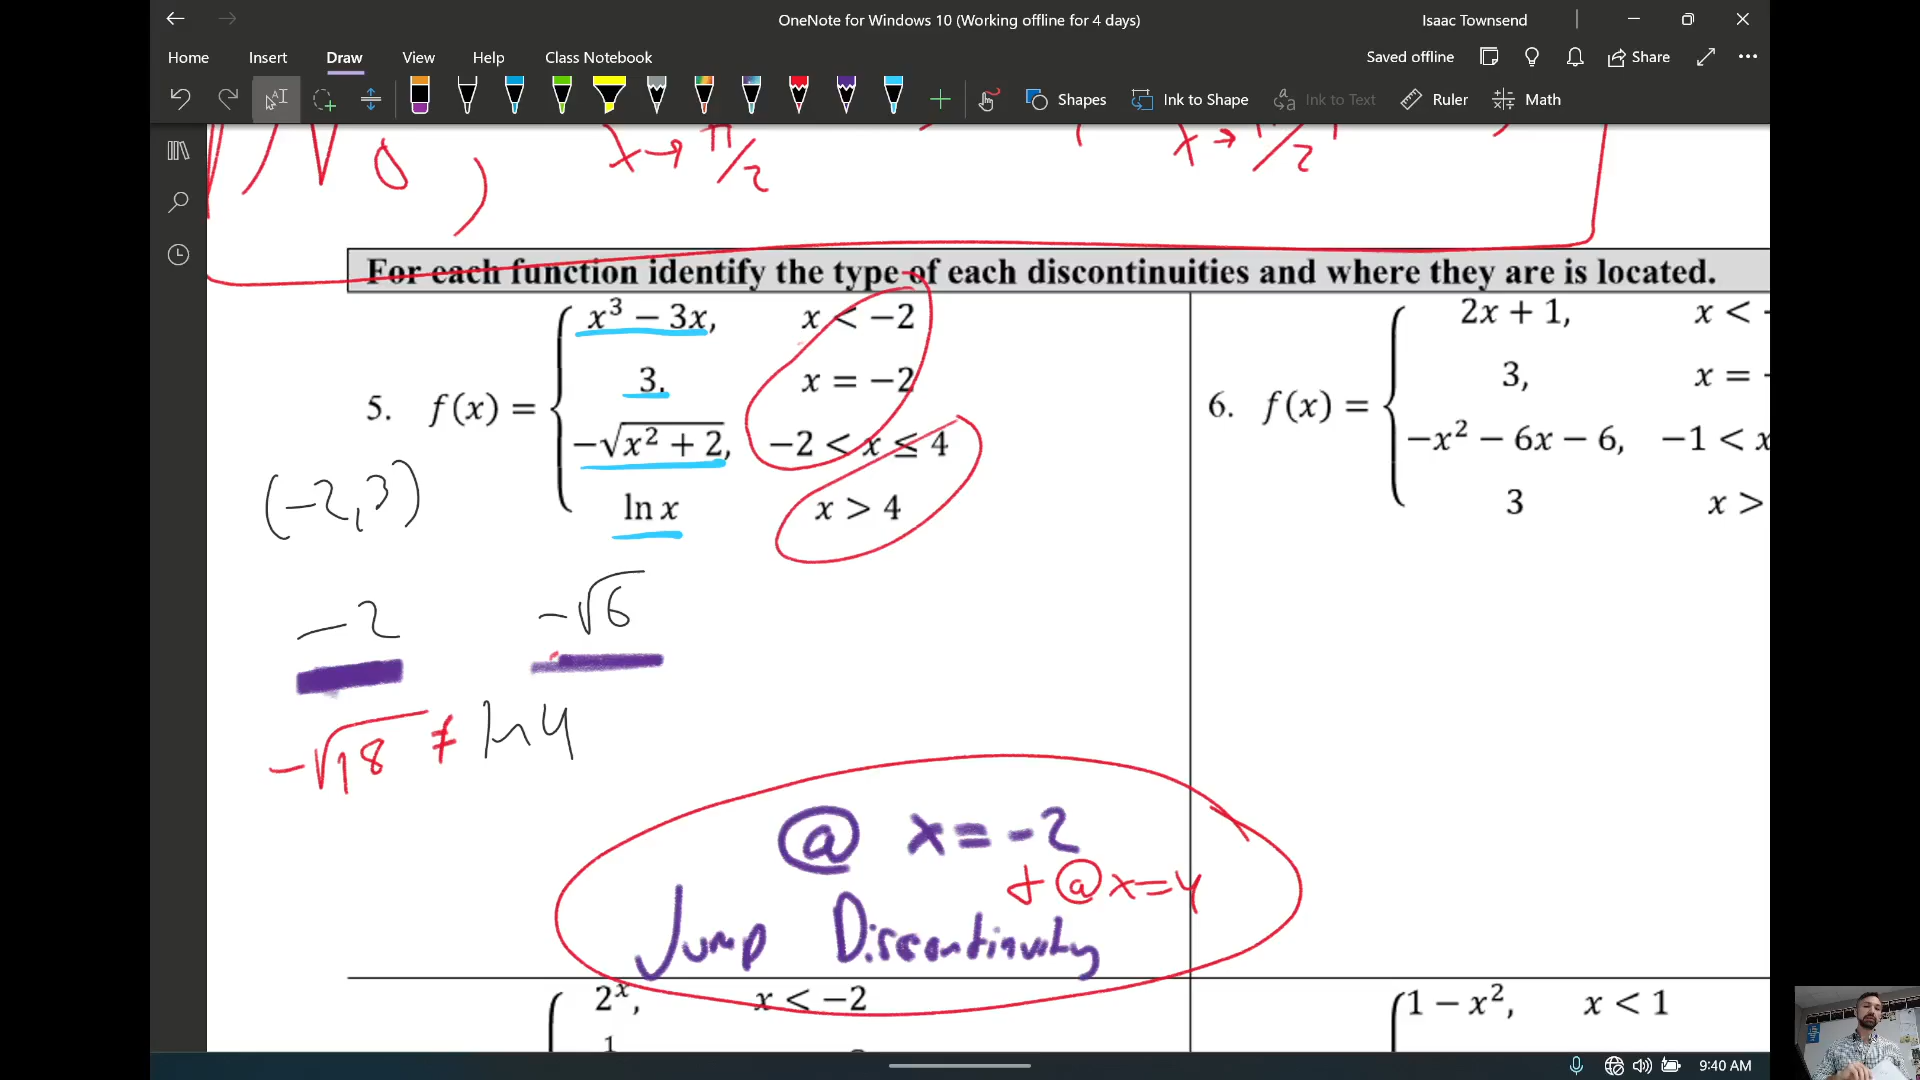 OneNote for Windows 10 (Working offline for 4 days)
Isaac Townsend
Home Insert Draw View Help Class Notebook
Saved offline Share
Shapes Ink to Shape Ink to Text Ruler Math
0, x→π/2 x→π/2
For each function identify the type of each discontinuities and where they are is located.
5. f(x) =
x³ − 3x, x < −2
3, x = −2
−√(x² + 2), −2 < x ≤ 4
ln x x > 4
6. f(x) =
2x + 1, x < -
3, x = -
−x² − 6x − 6, −1 < x
3 x >
(−2,3)
−2 −√6
−√18 ≠ ln4
@ x=−2
+ @ x=4
Jump Discontinuity
2ˣ, x < −2
1
1 − x², x < 1
9:40 AM